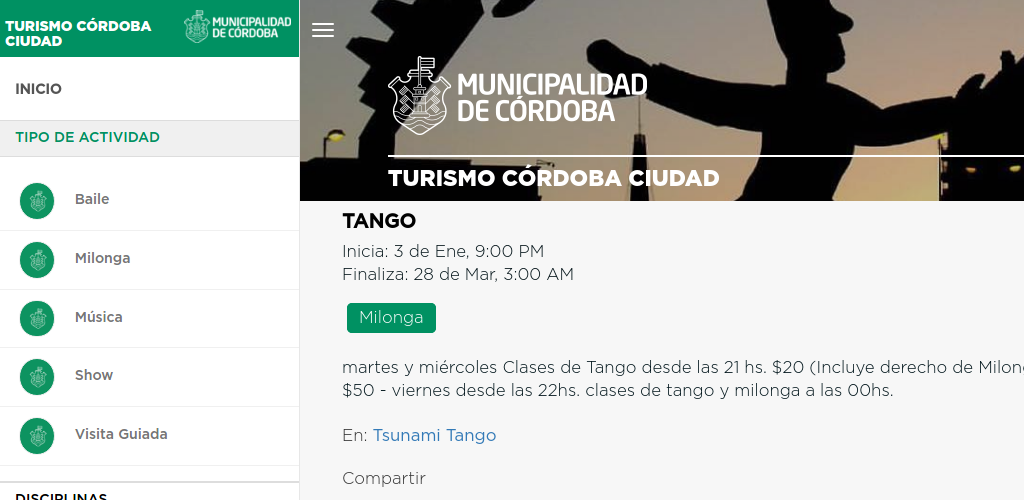 TURISMO CÓRDOBA
CIUDAD
MUNICIPALIDAD
DE CÓRDOBA
INICIO
TIPO DE ACTIVIDAD
Baile
Milonga
Música
Show
Visita Guiada
DISCIPLINAS
MUNICIPALIDAD
DE CÓRDOBA
TURISMO CÓRDOBA CIUDAD
TANGO
Inicia: 3 de Ene, 9:00 PM
Finaliza: 28 de Mar, 3:00 AM
Milonga
martes y miércoles Clases de Tango desde las 21 hs. $20 (Incluye derecho de Milon
$50 - viernes desde las 22hs. clases de tango y milonga a las 00hs.
En: Tsunami Tango
Compartir